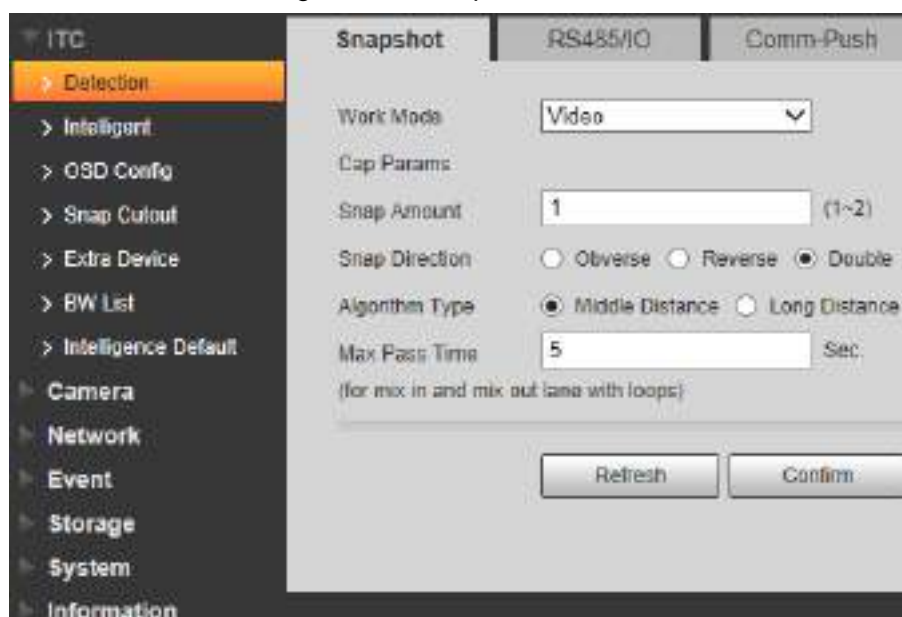 ITC
Detection
Intelligent
OSD Config
Snap Cutout
Extra Device
BW List
Intelligence Default
Camera
Network
Event
Storage
System
Information
Snapshot
RS485/IO
Comm-Push
Work Mode
Video
Cap Params
Snap Amount
1
(1~2)
Snap Direction
Obverse
Reverse
Double
Algorithm Type
Middle Distance
Long Distance
Max Pass Time
5
Sec.
(for mix in and mix out lane with loops)
Refresh
Confirm